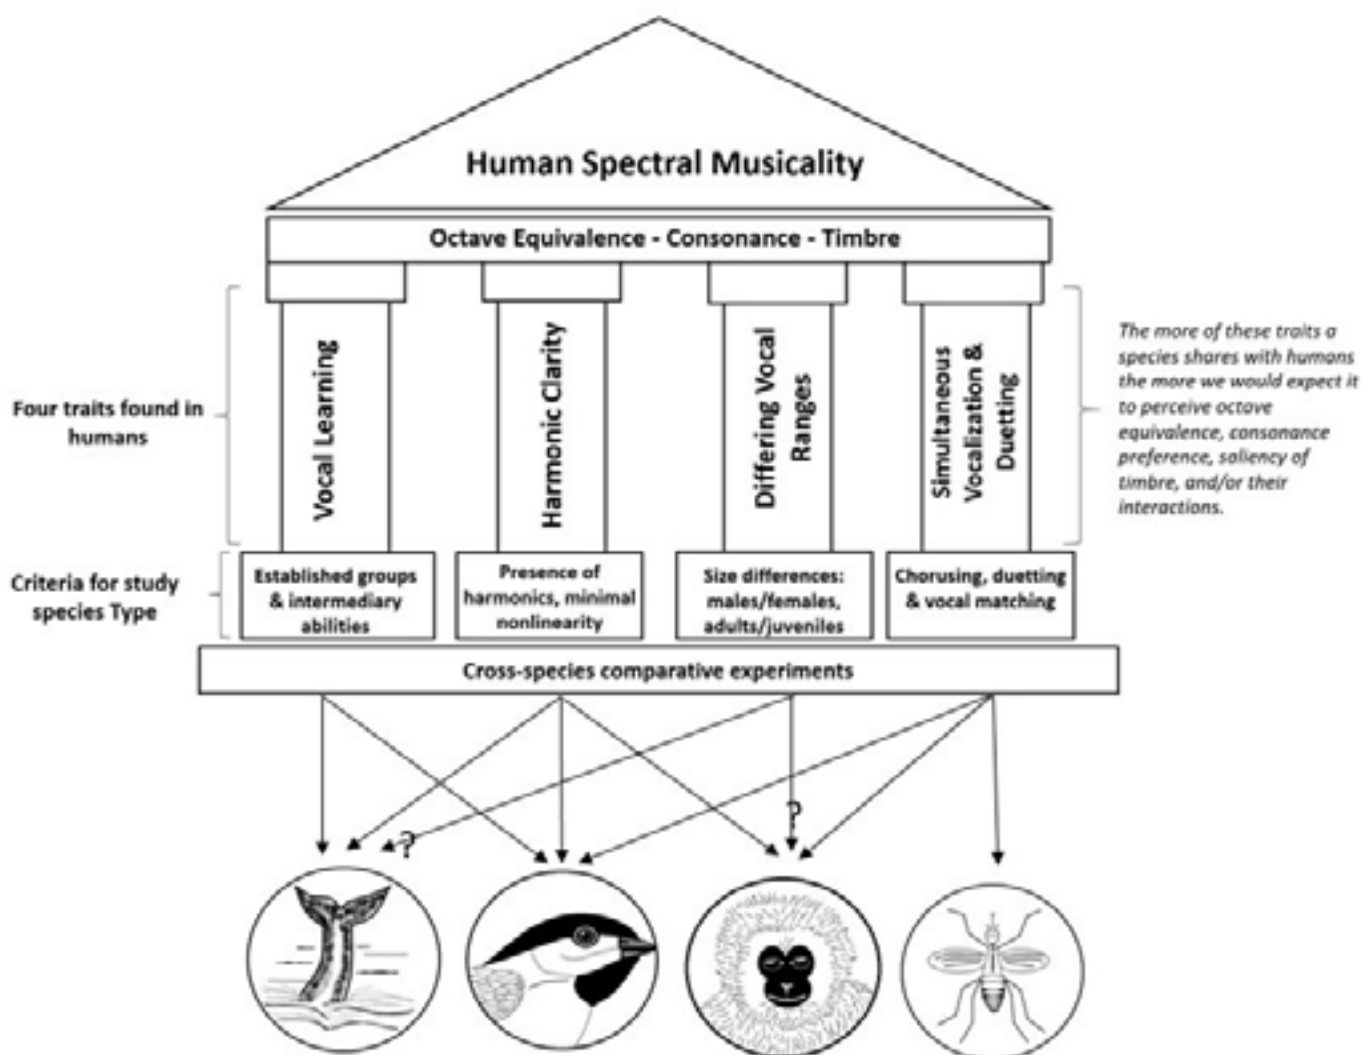 Human Spectral Musicality
Octave Equivalence - Consonance - Timbre
Four traits found in
humans
Vocal Learning
Harmonic Clarity
Differing Vocal
Ranges
Simultaneous
Vocalization &
Duetting
The more of these traits a
species shares with humans
the more we would expect it
to perceive octave
equivalence, consonance
preference, saliency of
timbre, and/or their
interactions.
Criteria for study
species Type
Established groups
& intermediary
abilities
Presence of
harmonics, minimal
nonlinearity
Size differences:
males/females,
adults/juveniles
Chorusing, duetting
& vocal matching
Cross-species comparative experiments
?
?